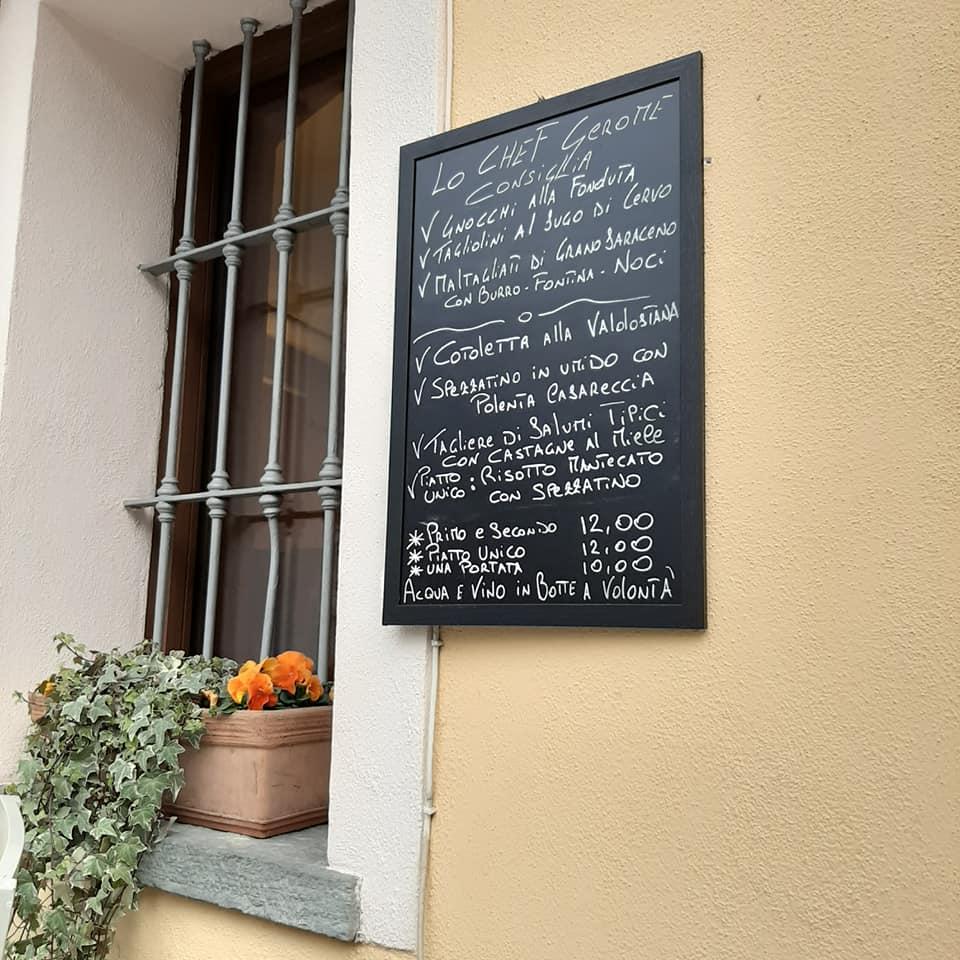 Lo CHEF GEROME
CONSIGLIA
√ GNOCCHI ALLA FONDUTA
√ TAGLIOLINI AL SUGO DI CERVO
√ MALTAGLIATI DI GRANO SARACENO
CON BURRO - FONTINA - NOCI
√ COTOLETTA ALLA VALDOSTANA
√ SPEZZATINO IN UMIDO CON
POLENTA CASARECCIA
√ TAGLIERE DI SALUMI TIPICI
CON CASTAGNE AL MIELE
√ PIATTO UNICO : RISOTTO MANTECATO
CON SPEZZATINO
* PRIMO E SECONDO 12,00
* PIATTO UNICO 12,00
* UNA PORTATA 10,00
ACQUA E VINO IN BOTTE A VOLONTÀ